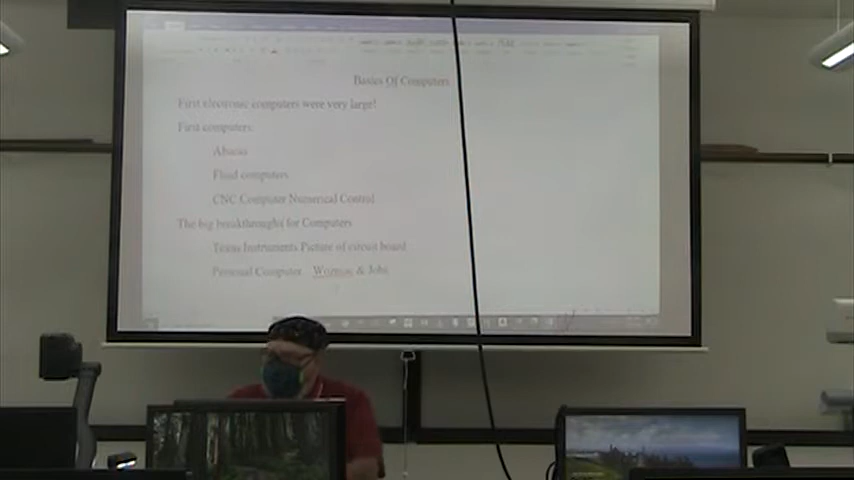 Basics Of Computers
First electronic computers were very large!
First computers:
Abacus
Fluid computers
CNC Computer Numerical Control
The big breakthroughs for Computers
Texas Instruments Picture of circuit board
Personal Computer & Jobs